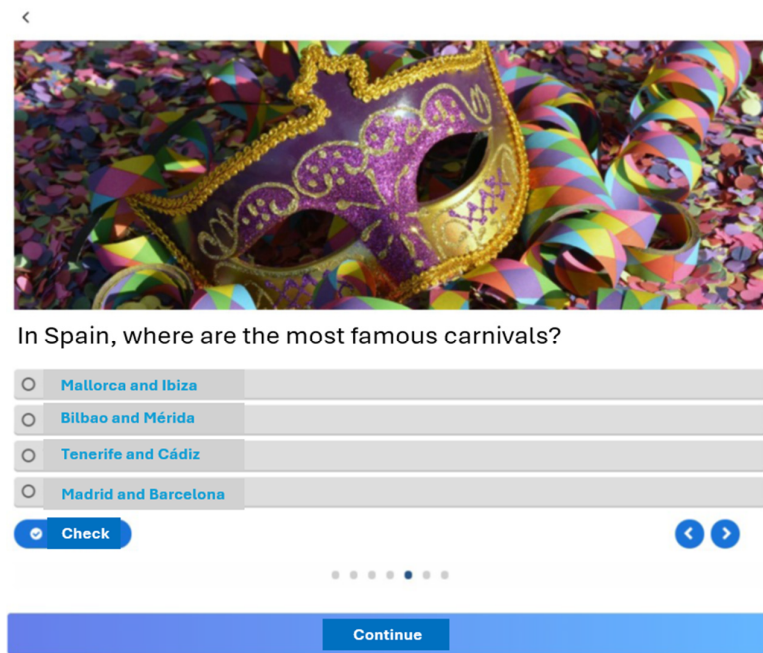 In Spain, where are the most famous carnivals?
Mallorca and Ibiza
Bilbao and Mérida
Tenerife and Cádiz
Madrid and Barcelona
Check
Continue